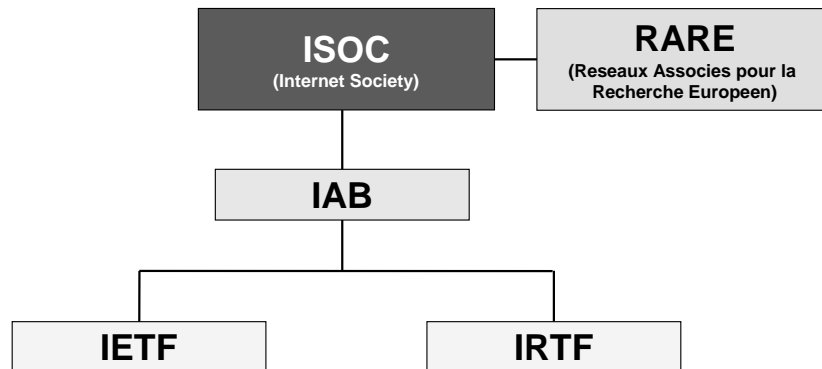 ISOC
(Internet Society)
RARE
(Reseaux Associes pour la
Recherche Europeen)
IAB
IETF
IRTF